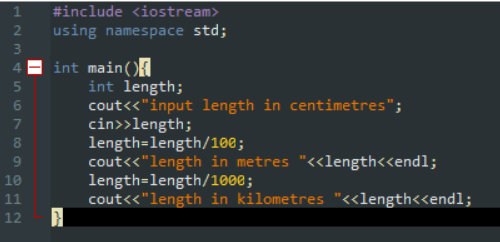 1 #include <iostream>
2 using namespace std;
3
4 int main(){
5 int length;
6 cout<<"input length in centimetres";
7 cin>>length;
8 length=length/100;
9 cout<<"length in metres "<<length<<endl;
10 length=length/1000;
11 cout<<"length in kilometres "<<length<<endl;
12 }